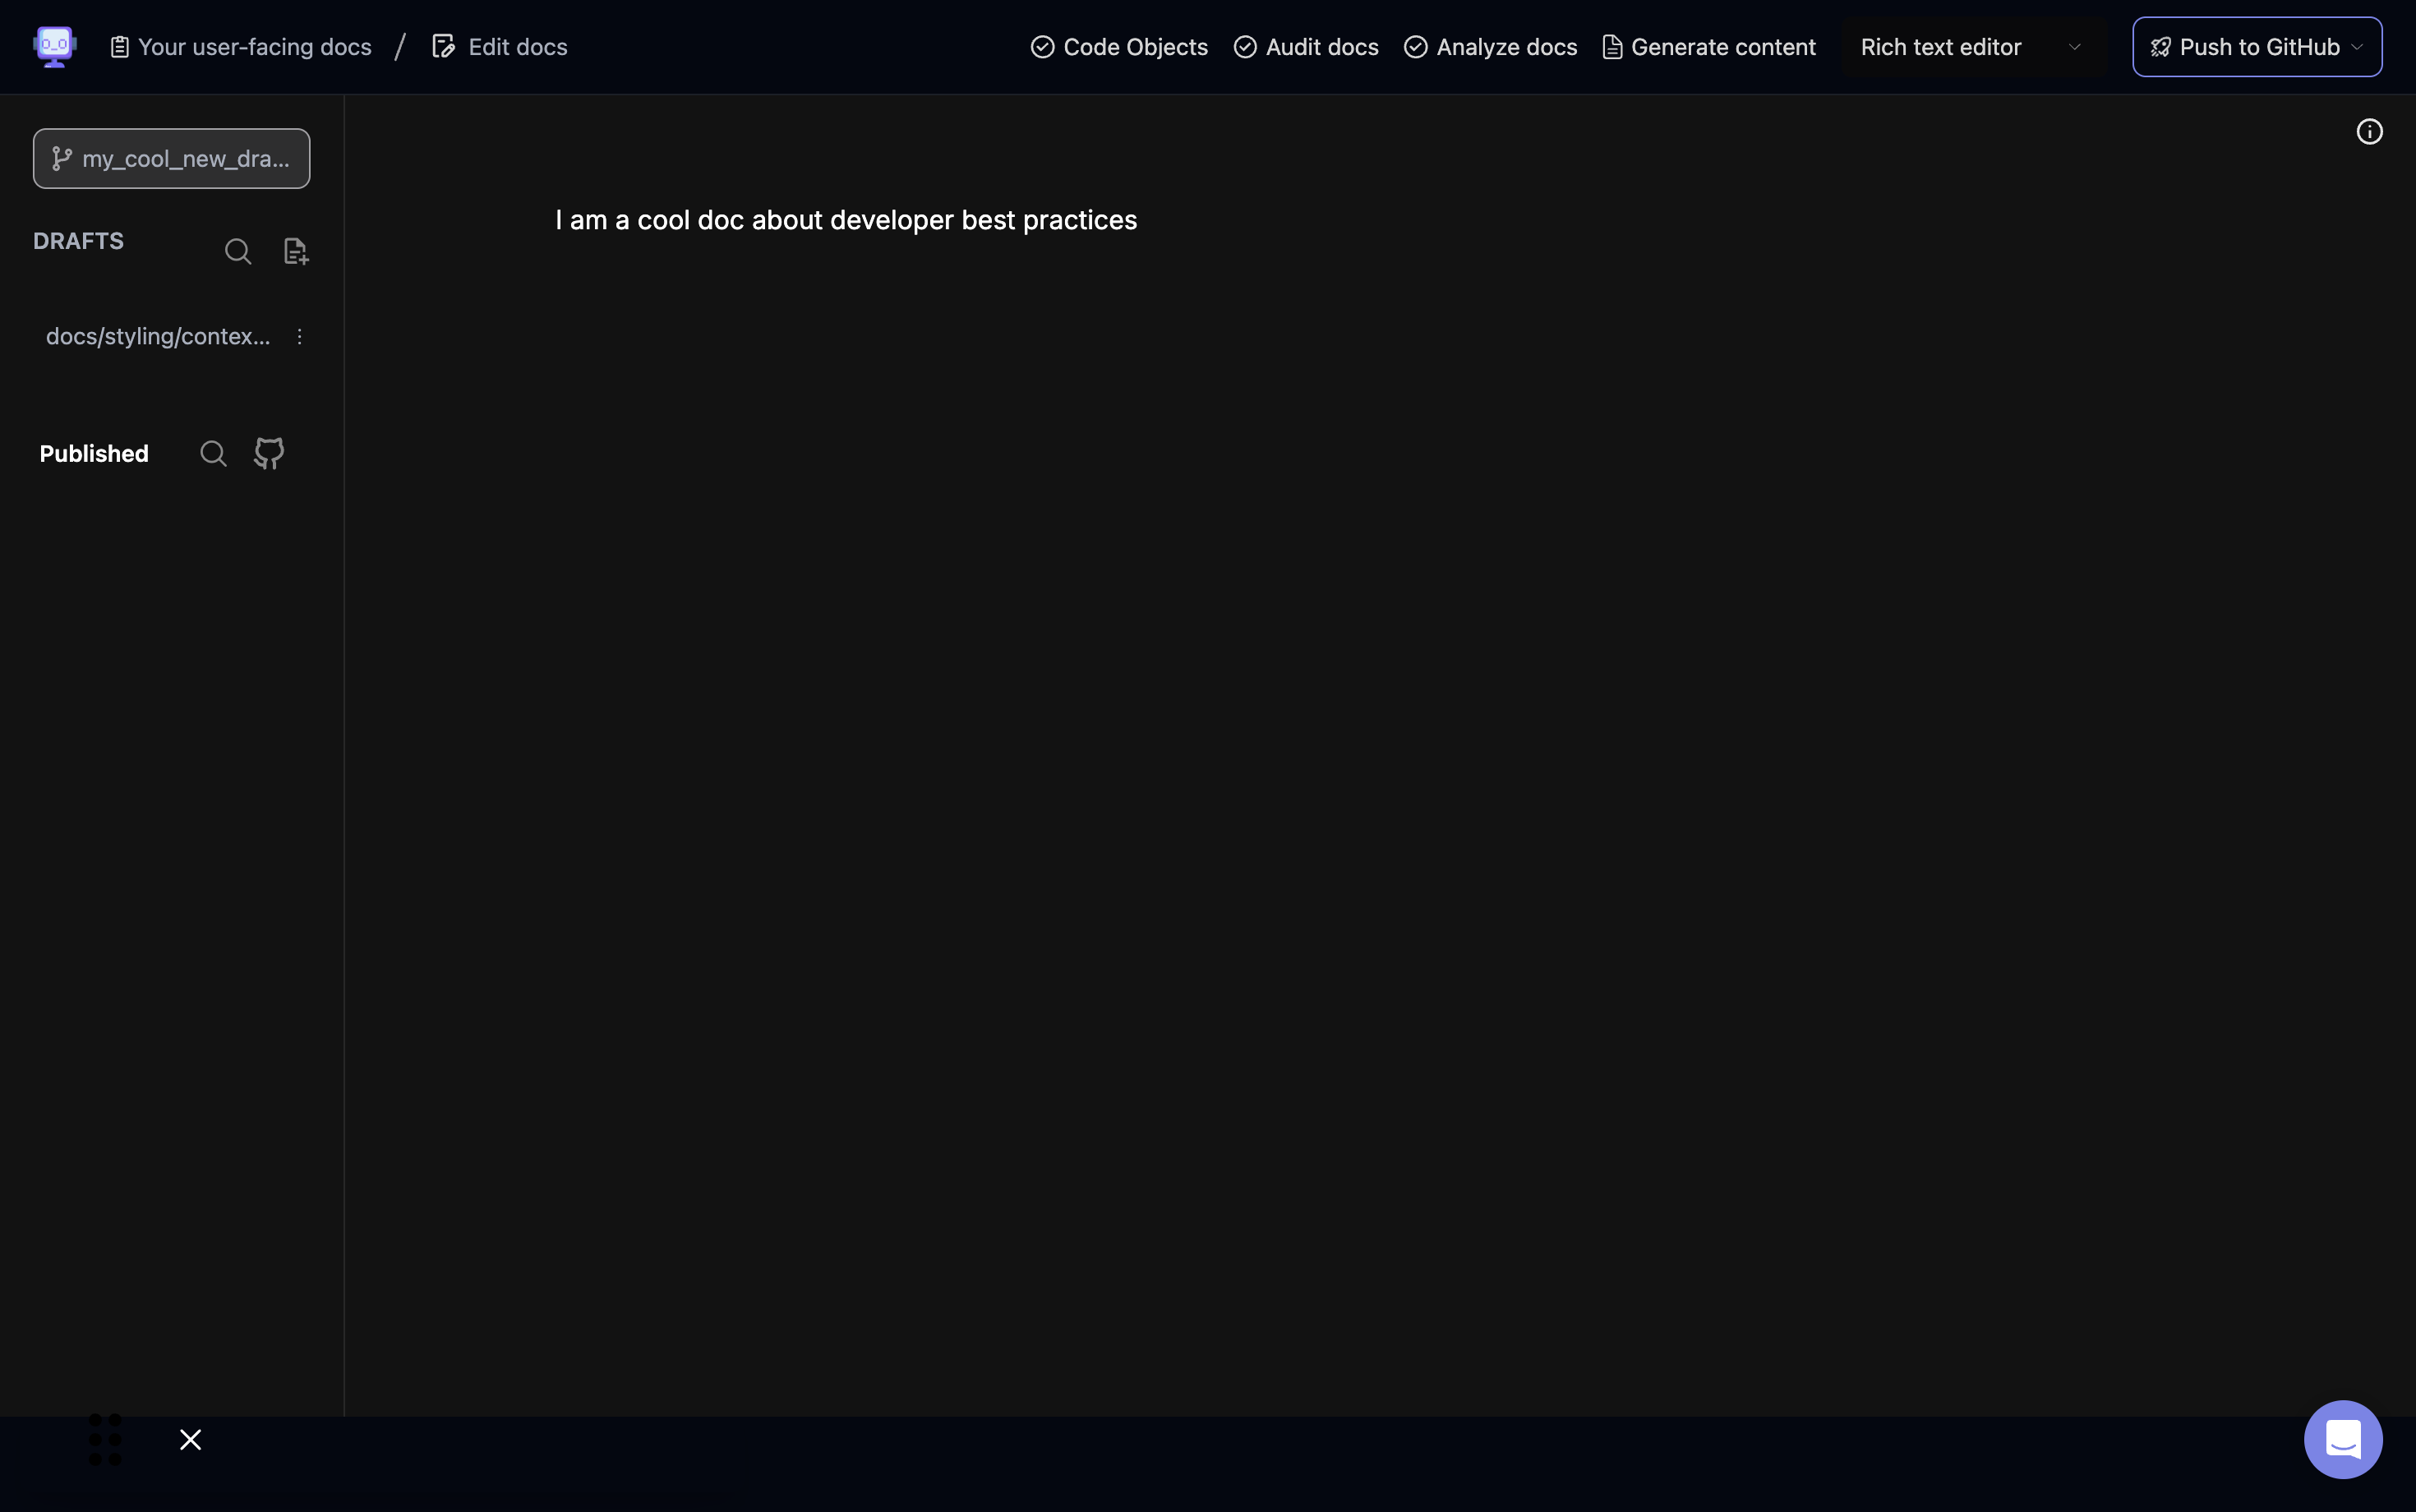 Your user-facing docs / Edit docs
Code Objects Audit docs Analyze docs Generate content Rich text editor Push to GitHub
my_cool_new_dra...
DRAFTS
docs/styling/contex...
Published
I am a cool doc about developer best practices